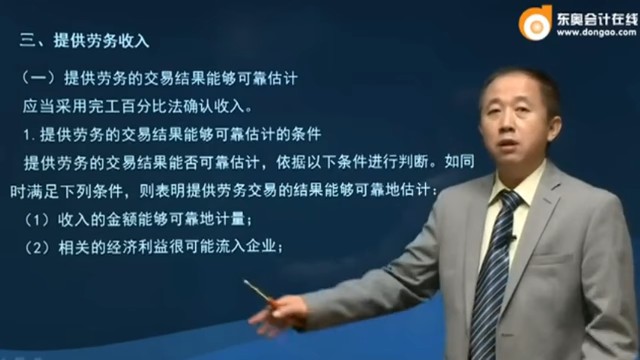 东奥会计在线
www.dongao.com
三、提供劳务收入
（一）提供劳务的交易结果能够可靠估计
应当采用完工百分比法确认收入。
1.提供劳务的交易结果能够可靠估计的条件
提供劳务的交易结果能否可靠估计，依据以下条件进行判断。如同
时满足下列条件，则表明提供劳务交易的结果能够可靠地估计：
（1）收入的金额能够可靠地计量；
（2）相关的经济利益很可能流入企业；